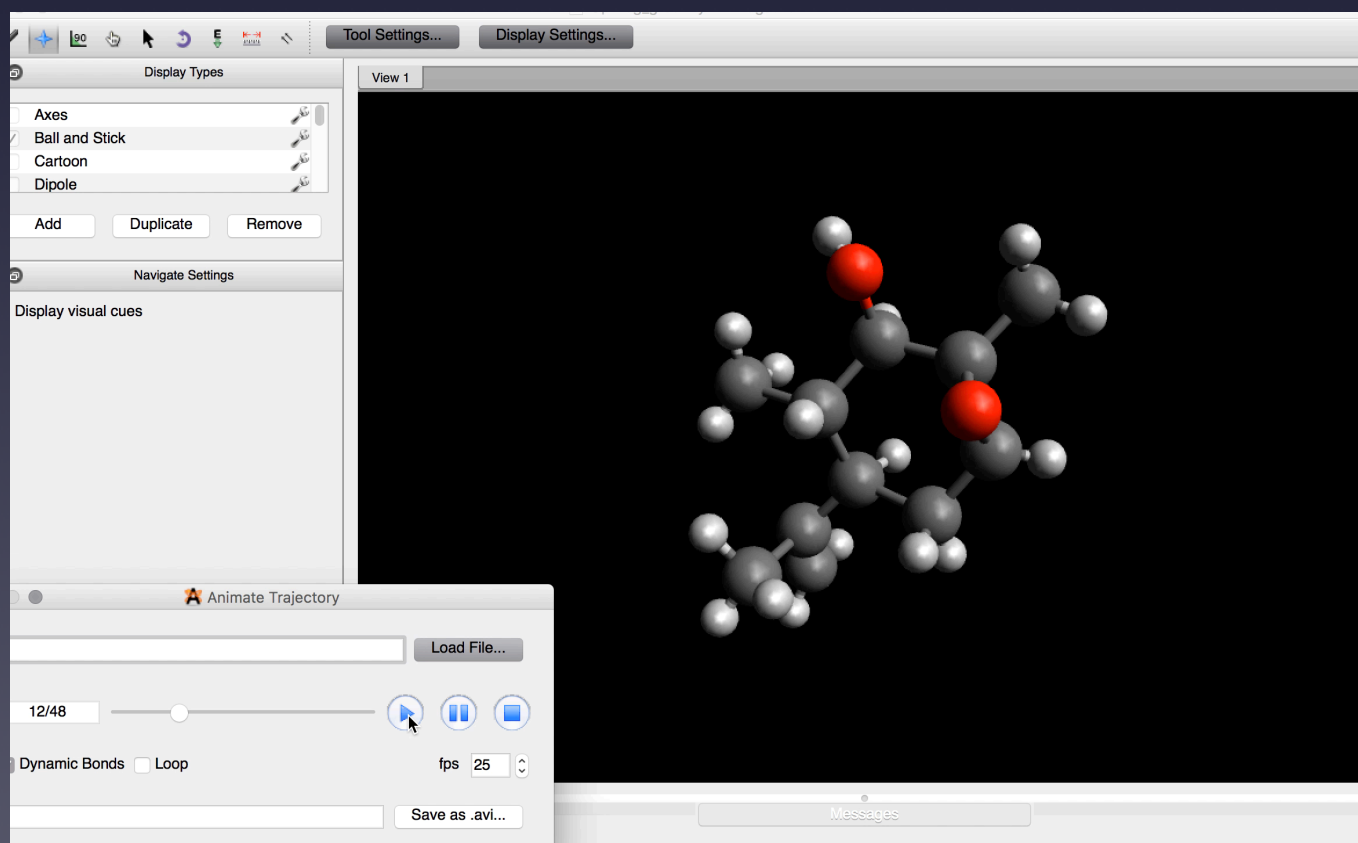 90
E
Tool Settings...
Display Settings...
Display Types
View 1
Axes
Ball and Stick
Cartoon
Dipole
Add
Duplicate
Remove
Navigate Settings
Display visual cues
Animate Trajectory
Load File...
12/48
Dynamic Bonds
Loop
fps
25
Save as .avi...
Messages